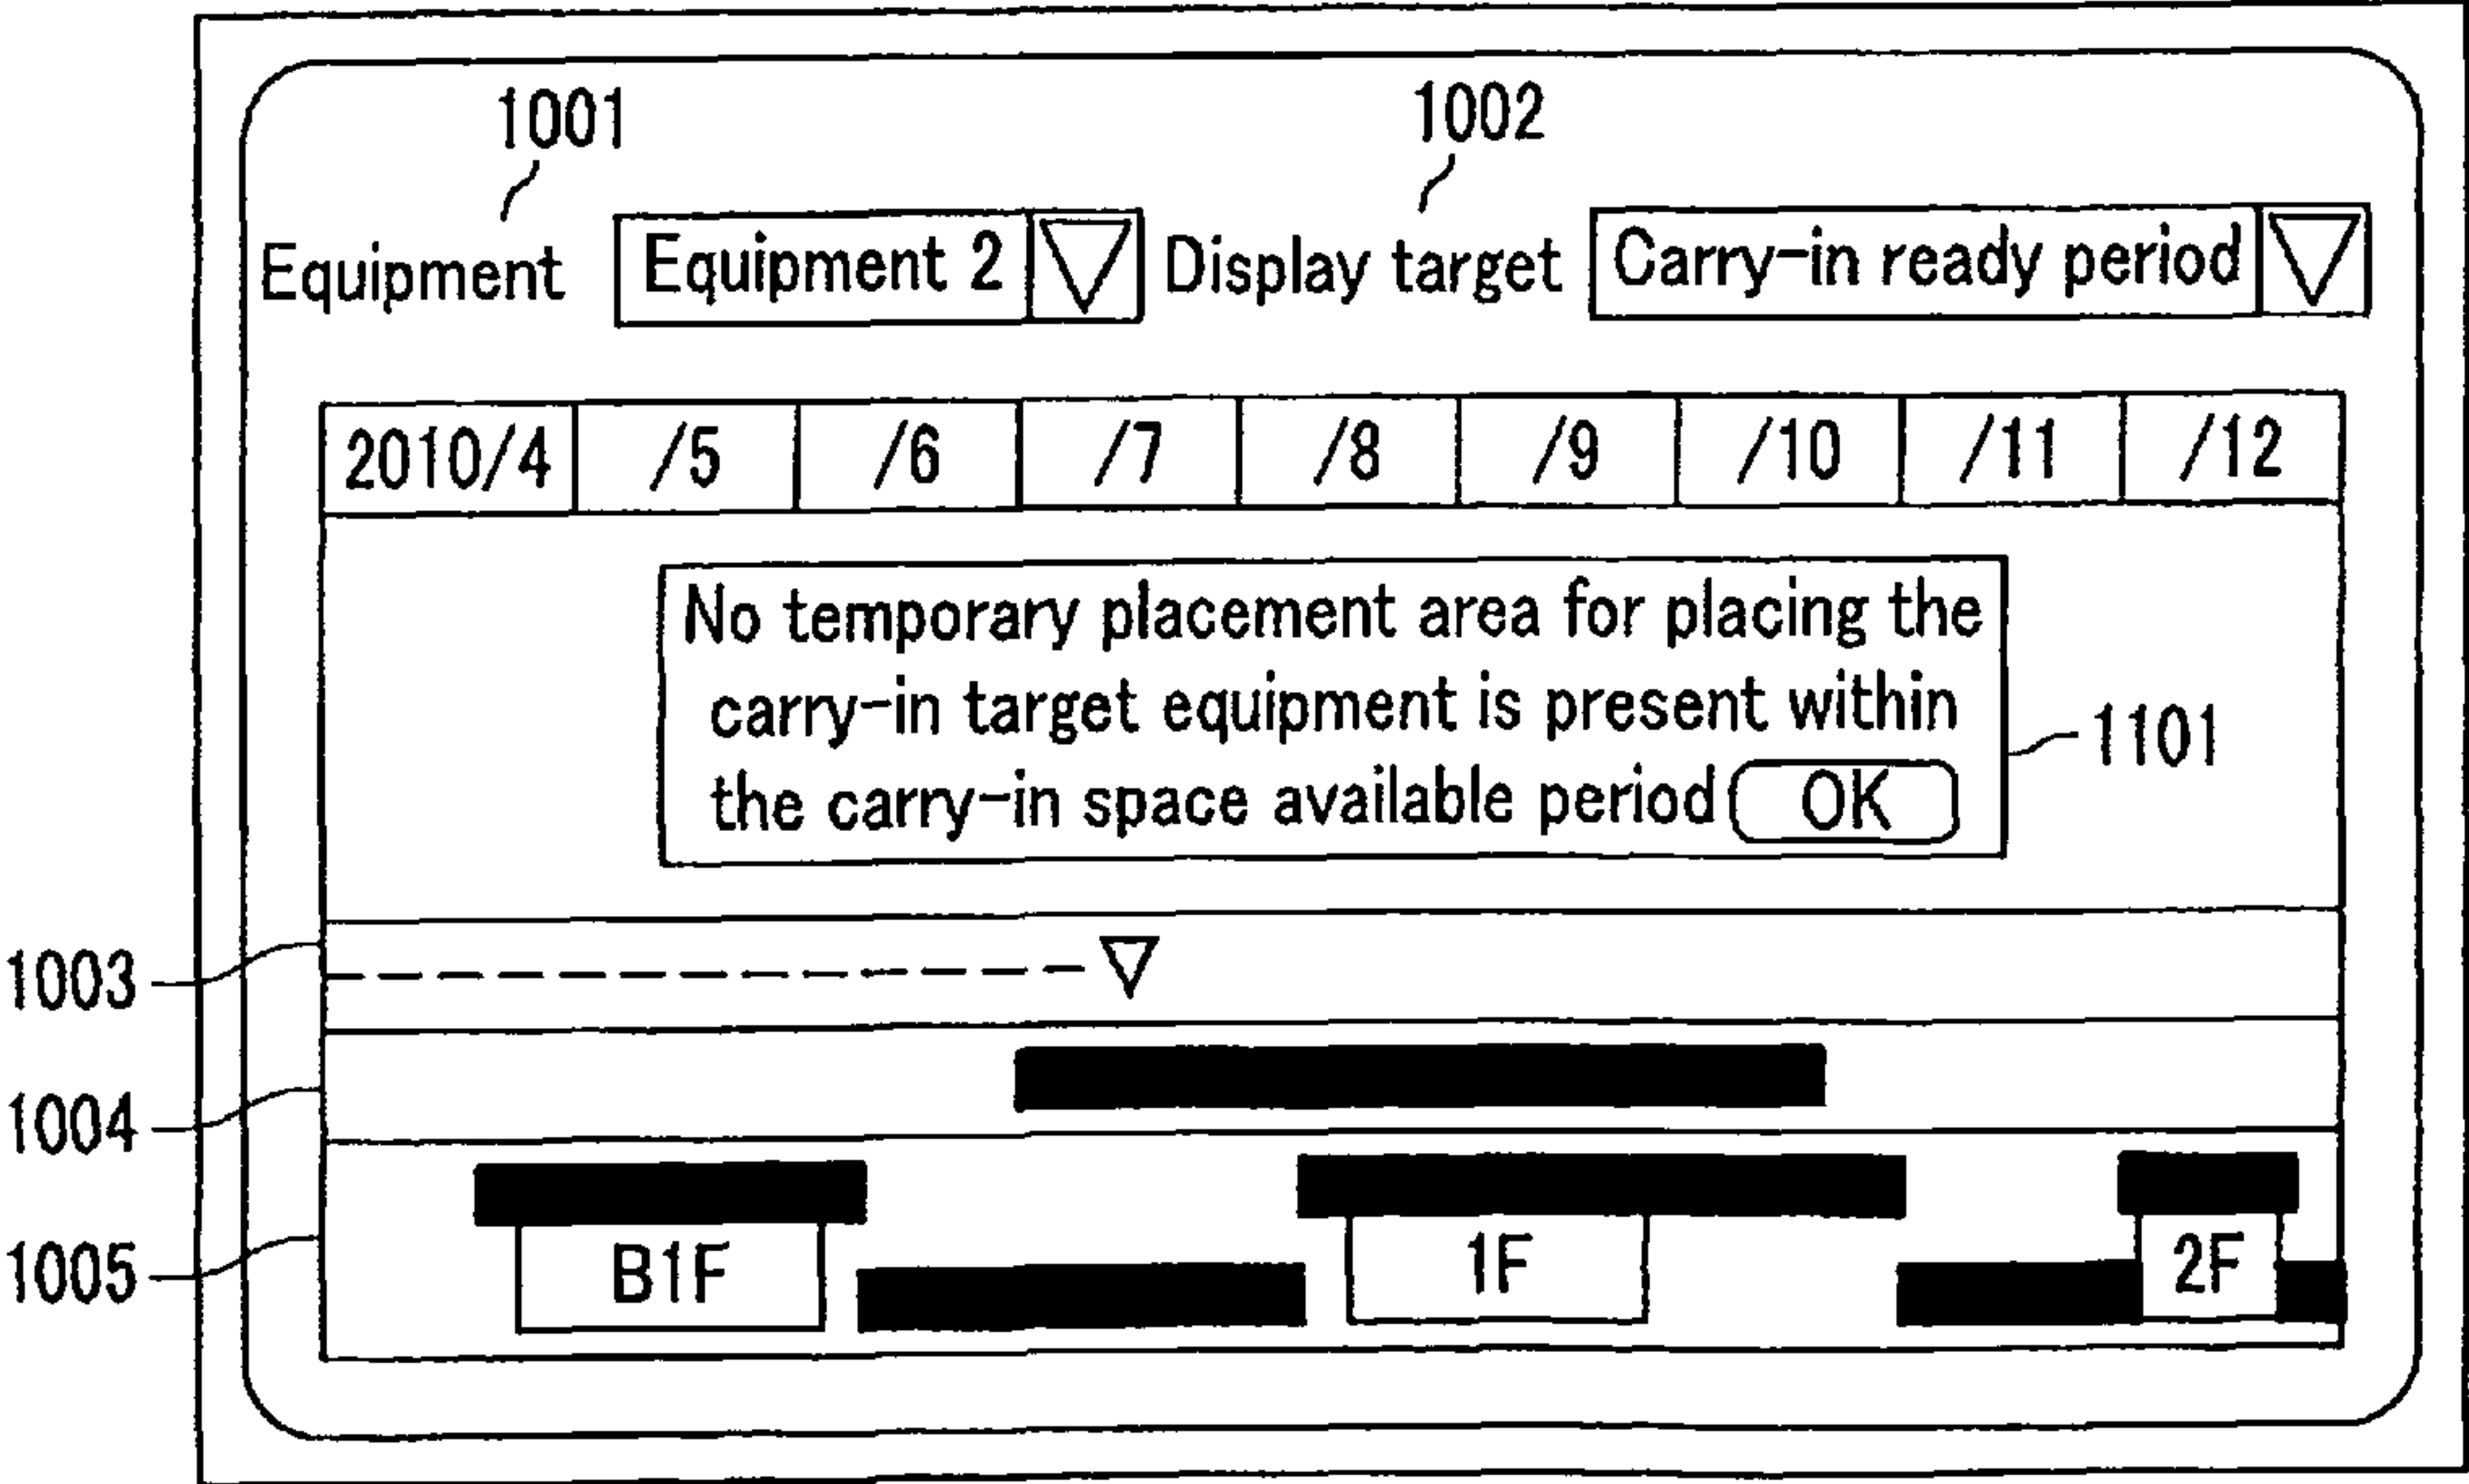 1001 1002
Equipment Equipment 2 Display target Carry-in ready period
2010/4 /5 /6 /7 /8 /9 /10 /11 /12
No temporary placement area for placing the
carry-in target equipment is present within
the carry-in space available period OK
1101
1003
1004
1005
B1F 1F 2F